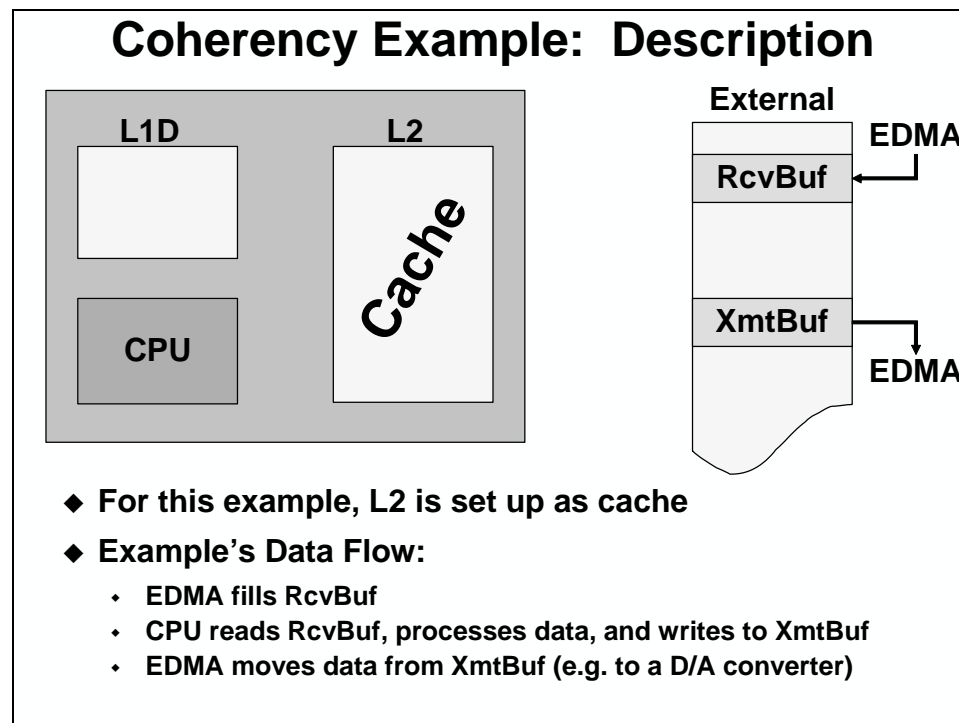 Coherency Example: Description
L1D
L2
Cache
CPU
External
EDMA
RcvBuf
XmtBuf
EDMA
◆ For this example, L2 is set up as cache
◆ Example's Data Flow:
◆ EDMA fills RcvBuf
◆ CPU reads RcvBuf, processes data, and writes to XmtBuf
◆ EDMA moves data from XmtBuf (e.g. to a D/A converter)